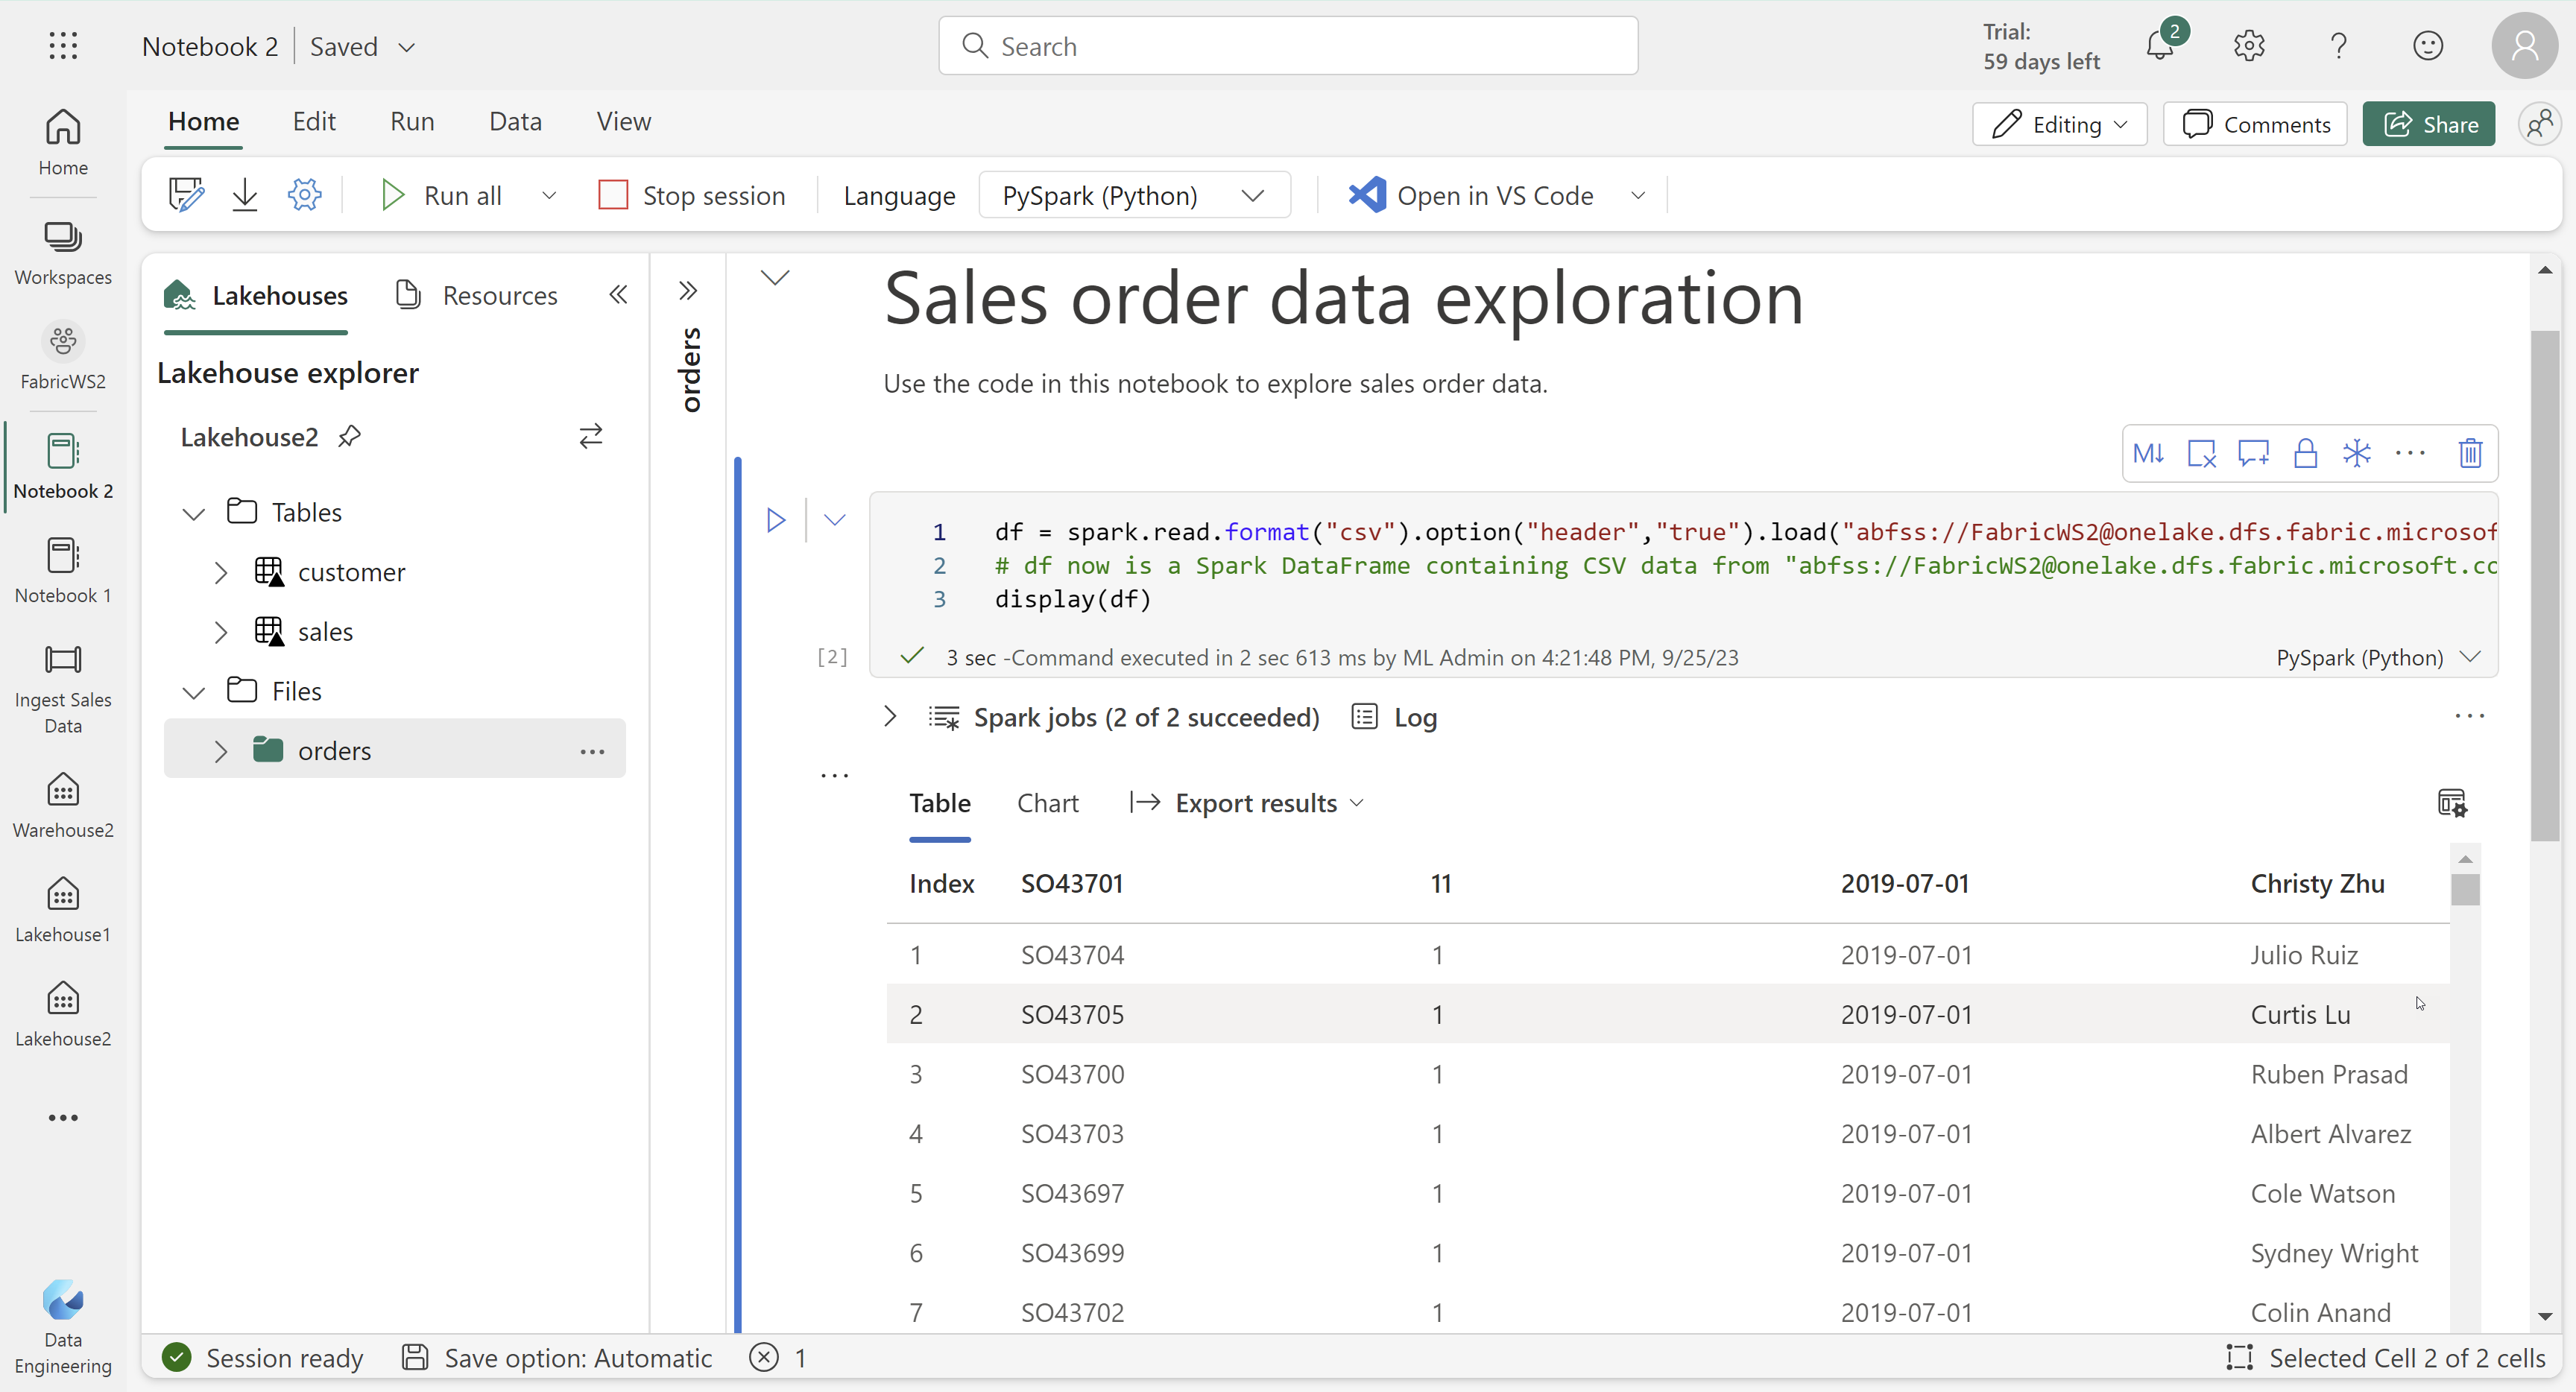 Notebook 2 Saved
Search
Trial:
59 days left
2
Home Edit Run Data View
Editing Comments Share
Run all Stop session Language PySpark (Python) Open in VS Code
Home
Workspaces
FabricWS2
Notebook 2
Notebook 1
Ingest Sales
Data
Warehouse2
Lakehouse1
Lakehouse2
Data
Engineering
Lakehouses Resources
Lakehouse explorer
Lakehouse2
Tables
customer
sales
Files
orders
orders
Sales order data exploration
Use the code in this notebook to explore sales order data.
M↓
1 df = spark.read.format("csv").option("header","true").load("abfss://FabricWS2@onelake.dfs.fabric.microsof
2 # df now is a Spark DataFrame containing CSV data from "abfss://FabricWS2@onelake.dfs.fabric.microsoft.co
3 display(df)
[2] 3 sec -Command executed in 2 sec 613 ms by ML Admin on 4:21:48 PM, 9/25/23 PySpark (Python)
Spark jobs (2 of 2 succeeded) Log
Table Chart Export results
Index SO43701 11 2019-07-01 Christy Zhu
1 SO43704 1 2019-07-01 Julio Ruiz
2 SO43705 1 2019-07-01 Curtis Lu
3 SO43700 1 2019-07-01 Ruben Prasad
4 SO43703 1 2019-07-01 Albert Alvarez
5 SO43697 1 2019-07-01 Cole Watson
6 SO43699 1 2019-07-01 Sydney Wright
7 SO43702 1 2019-07-01 Colin Anand
Session ready Save option: Automatic 1 Selected Cell 2 of 2 cells